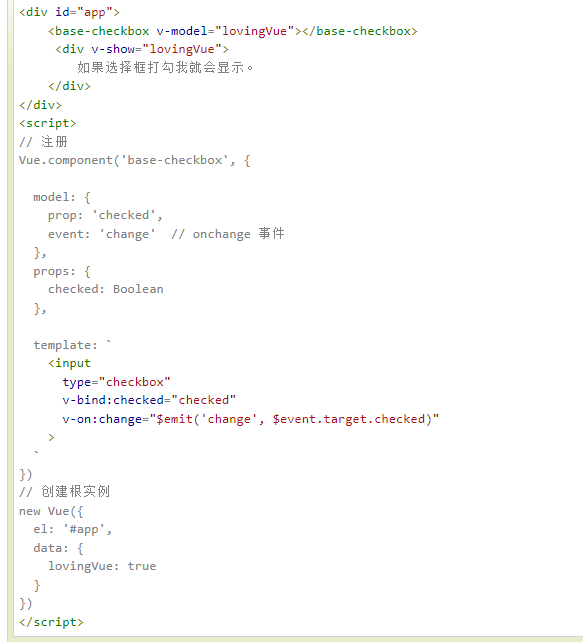 <div id="app">
    <base-checkbox v-model="lovingVue"></base-checkbox>
     <div v-show="lovingVue">
        如果选择框打勾我就会显示。
    </div>
</div>
<script>
// 注册
Vue.component('base-checkbox', {

  model: {
    prop: 'checked',
    event: 'change'  // onchange 事件
  },
  props: {
    checked: Boolean
  },

  template: `
    <input
      type="checkbox"
      v-bind:checked="checked"
      v-on:change="$emit('change', $event.target.checked)"
    >
  `
})
// 创建根实例
new Vue({
  el: '#app',
  data: {
    lovingVue: true
  }
})
</script>